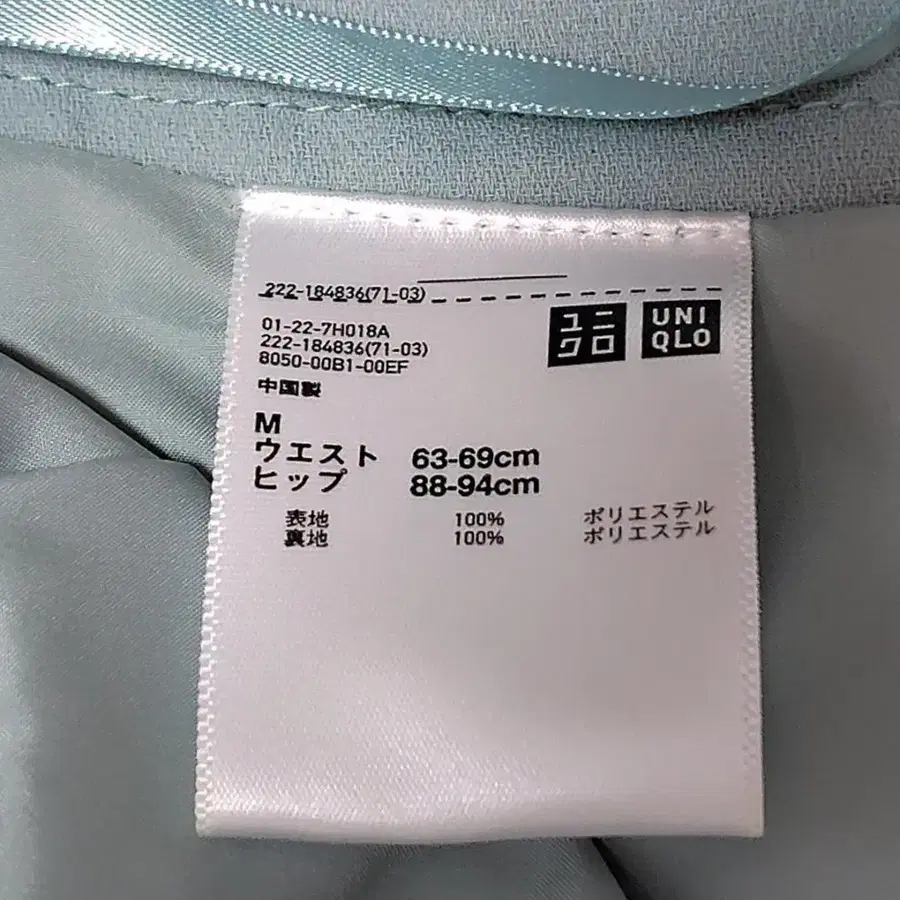 222-184836(71-03)
ユニクロ
UNIQLO
01-22-7H018A
222-184836(71-03)
8050-00B1-00EF
中国製
M
ウエスト 63-69cm
ヒップ 88-94cm
表地 100% ポリエステル
裏地 100% ポリエステル